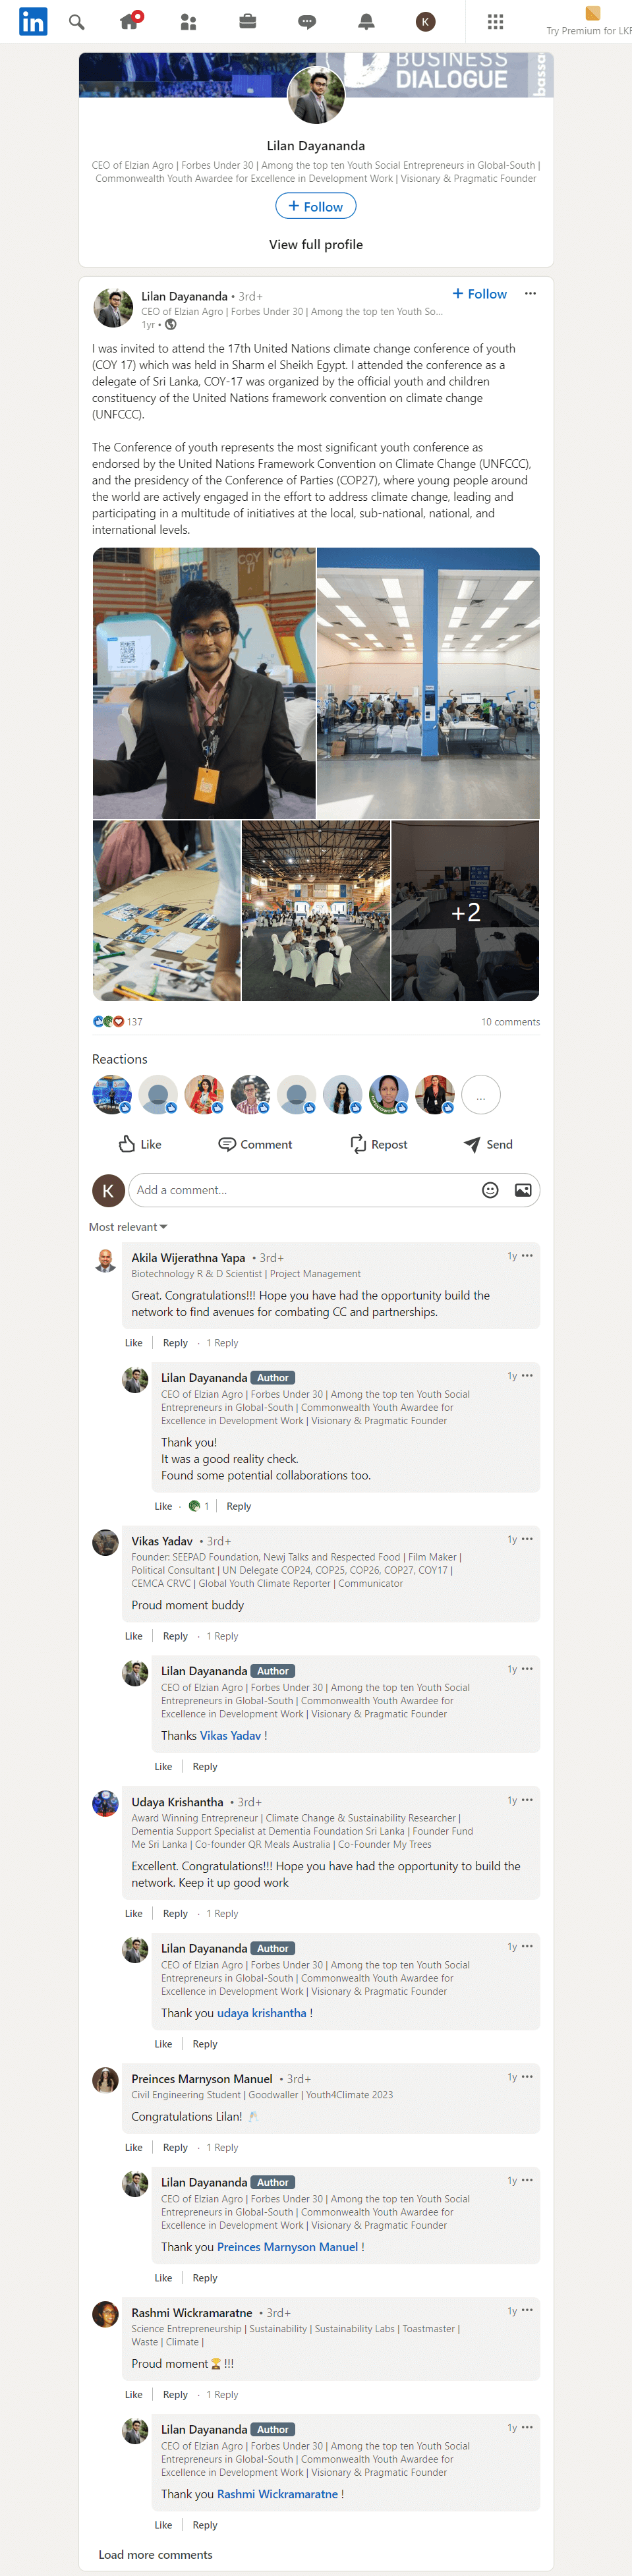 in
K
Try Premium for LKR
BUSINESS
DIALOGUE
bassa
Lilan Dayananda
CEO of Elzian Agro | Forbes Under 30 | Among the top ten Youth Social Entrepreneurs in Global-South |
Commonwealth Youth Awardee for Excellence in Development Work | Visionary & Pragmatic Founder
+ Follow
View full profile
Lilan Dayananda • 3rd+
+ Follow
CEO of Elzian Agro | Forbes Under 30 | Among the top ten Youth So...
1yr •
I was invited to attend the 17th United Nations climate change conference of youth
(COY 17) which was held in Sharm el Sheikh Egypt. I attended the conference as a
delegate of Sri Lanka, COY-17 was organized by the official youth and children
constituency of the United Nations framework convention on climate change
(UNFCCC).
The Conference of youth represents the most significant youth conference as
endorsed by the United Nations Framework Convention on Climate Change (UNFCCC),
and the presidency of the Conference of Parties (COP27), where young people around
the world are actively engaged in the effort to address climate change, leading and
participating in a multitude of initiatives at the local, sub-national, national, and
international levels.
COY
+2
137
10 comments
Reactions
...
Like
Comment
Repost
Send
K
Add a comment...
Most relevant
Akila Wijerathna Yapa • 3rd+
1y
Biotechnology R & D Scientist | Project Management
Great. Congratulations!!! Hope you have had the opportunity build the
network to find avenues for combating CC and partnerships.
Like | Reply · 1 Reply
Lilan Dayananda Author
1y
CEO of Elzian Agro | Forbes Under 30 | Among the top ten Youth Social
Entrepreneurs in Global-South | Commonwealth Youth Awardee for
Excellence in Development Work | Visionary & Pragmatic Founder
Thank you!
It was a good reality check.
Found some potential collaborations too.
Like · 1 | Reply
Vikas Yadav • 3rd+
1y
Founder: SEEPAD Foundation, Newj Talks and Respected Food | Film Maker |
Political Consultant | UN Delegate COP24, COP25, COP26, COP27, COY17 |
CEMCA CRVC | Global Youth Climate Reporter | Communicator
Proud moment buddy
Like | Reply · 1 Reply
Lilan Dayananda Author
1y
CEO of Elzian Agro | Forbes Under 30 | Among the top ten Youth Social
Entrepreneurs in Global-South | Commonwealth Youth Awardee for
Excellence in Development Work | Visionary & Pragmatic Founder
Thanks Vikas Yadav !
Like | Reply
Udaya Krishantha • 3rd+
1y
Award Winning Entrepreneur | Climate Change & Sustainability Researcher |
Dementia Support Specialist at Dementia Foundation Sri Lanka | Founder Fund
Me Sri Lanka | Co-founder QR Meals Australia | Co-Founder My Trees
Excellent. Congratulations!!! Hope you have had the opportunity to build the
network. Keep it up good work
Like | Reply · 1 Reply
Lilan Dayananda Author
1y
CEO of Elzian Agro | Forbes Under 30 | Among the top ten Youth Social
Entrepreneurs in Global-South | Commonwealth Youth Awardee for
Excellence in Development Work | Visionary & Pragmatic Founder
Thank you udaya krishantha !
Like | Reply
Preinces Marnyson Manuel • 3rd+
1y
Civil Engineering Student | Goodwaller | Youth4Climate 2023
Congratulations Lilan! 🥂
Like | Reply · 1 Reply
Lilan Dayananda Author
1y
CEO of Elzian Agro | Forbes Under 30 | Among the top ten Youth Social
Entrepreneurs in Global-South | Commonwealth Youth Awardee for
Excellence in Development Work | Visionary & Pragmatic Founder
Thank you Preinces Marnyson Manuel !
Like | Reply
Rashmi Wickramaratne • 3rd+
1y
Science Entrepreneurship | Sustainability | Sustainability Labs | Toastmaster |
Waste | Climate |
Proud moment🏆!!!
Like | Reply · 1 Reply
Lilan Dayananda Author
1y
CEO of Elzian Agro | Forbes Under 30 | Among the top ten Youth Social
Entrepreneurs in Global-South | Commonwealth Youth Awardee for
Excellence in Development Work | Visionary & Pragmatic Founder
Thank you Rashmi Wickramaratne !
Like | Reply
Load more comments